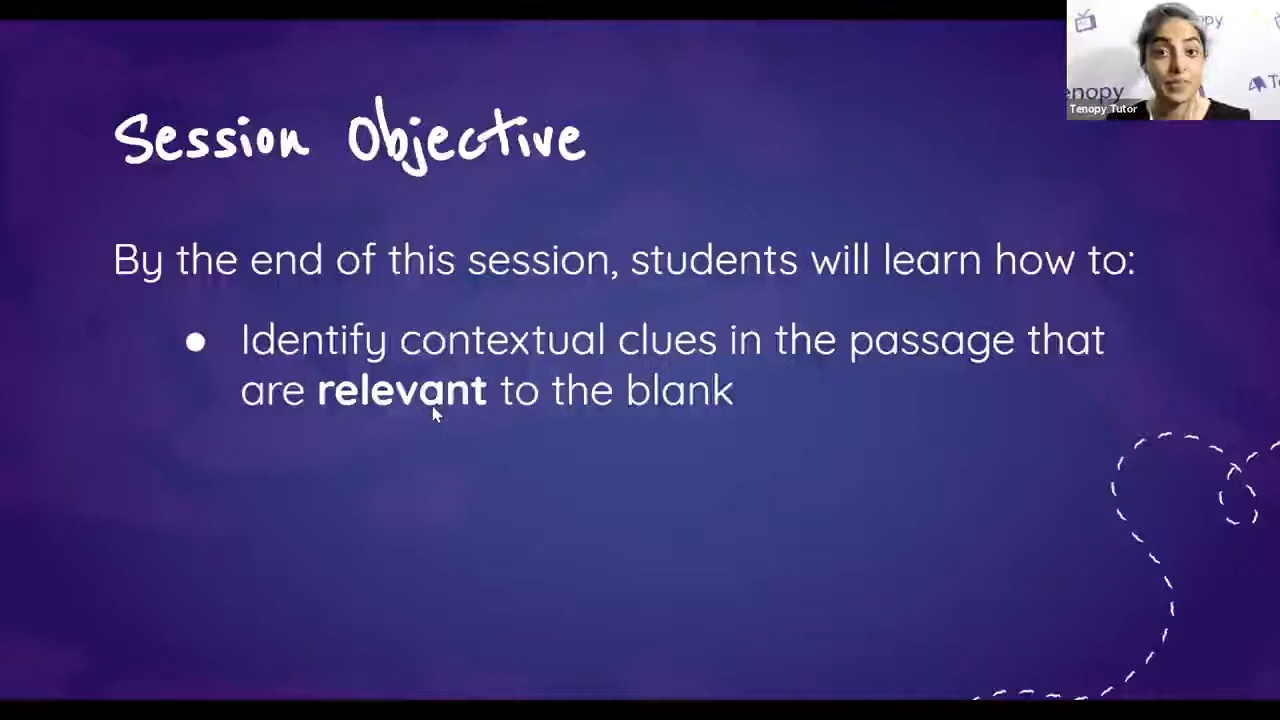 Session Objective
By the end of this session, students will learn how to:
● Identify contextual clues in the passage that
are relevant to the blank
enopy
Tenopy Tutor